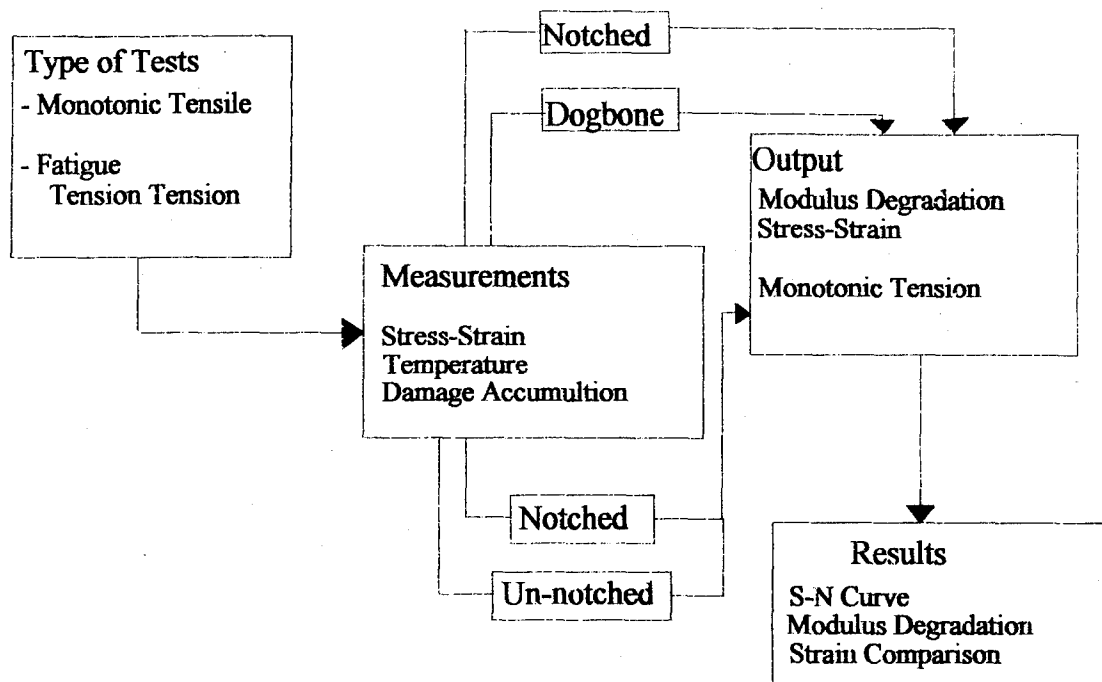 Type of Tests
- Monotonic Tensile
- Fatigue
Tension Tension
Notched
Dogbone
Measurements
Stress-Strain
Temperature
Damage Accumultion
Output
Modulus Degradation
Stress-Strain
Monotonic Tension
Notched
Un-notched
Results
S-N Curve
Modulus Degradation
Strain Comparison